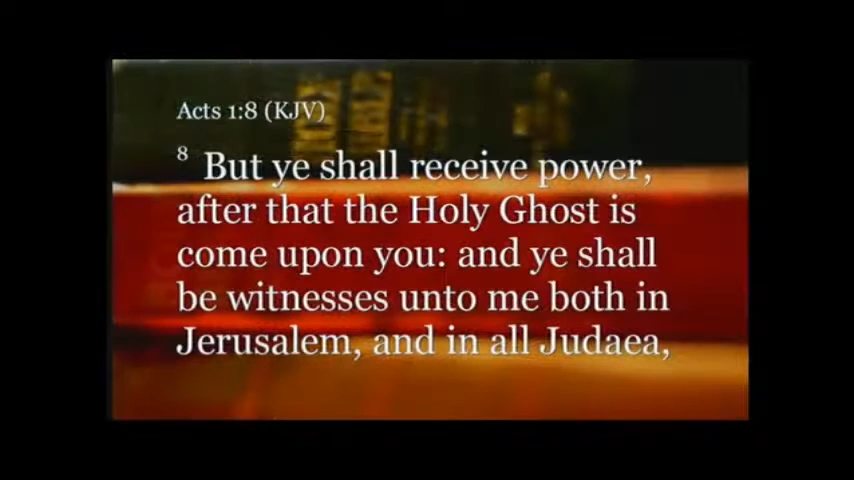 Acts 1:8 (KJV)
8 But ye shall receive power,
after that the Holy Ghost is
come upon you: and ye shall
be witnesses unto me both in
Jerusalem, and in all Judaea,